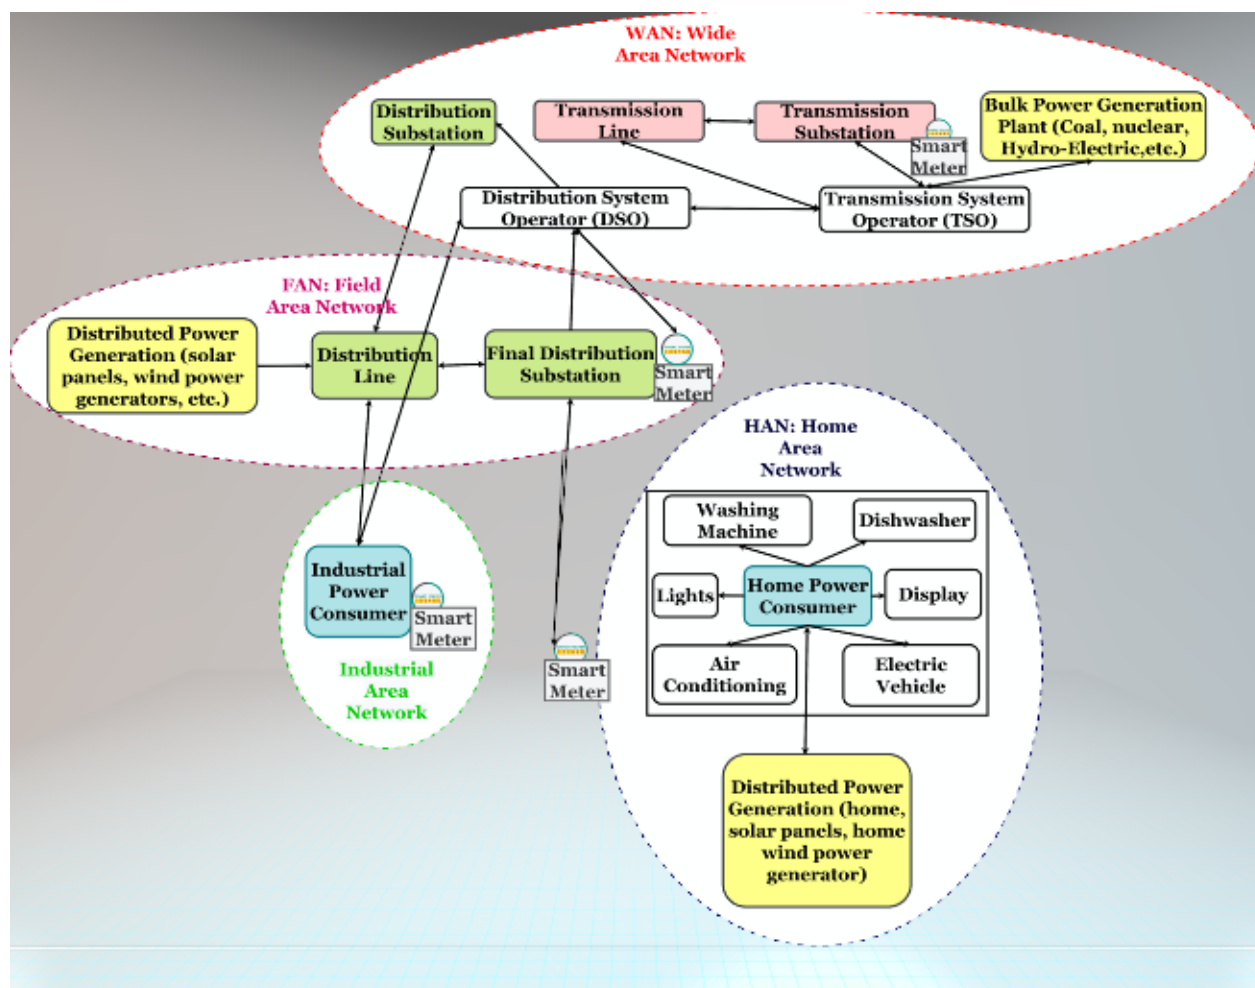 WAN: Wide
Area Network
Distribution
Substation
Transmission
Line
Transmission
Substation
Smart
Meter
Bulk Power Generation
Plant (Coal, nuclear,
Hydro-Electric,etc.)
Distribution System
Operator (DSO)
Transmission System
Operator (TSO)
FAN: Field
Area Network
Distributed Power
Generation (solar
panels, wind power
generators, etc.)
Distribution
Line
Final Distribution
Substation
Smart
Meter
HAN: Home
Area
Network
Washing
Machine
Dishwasher
Lights
Home Power
Consumer
Display
Air
Conditioning
Electric
Vehicle
Industrial
Power
Consumer
Smart
Meter
Industrial
Area
Network
Smart
Meter
Distributed Power
Generation (home,
solar panels, home
wind power
generator)